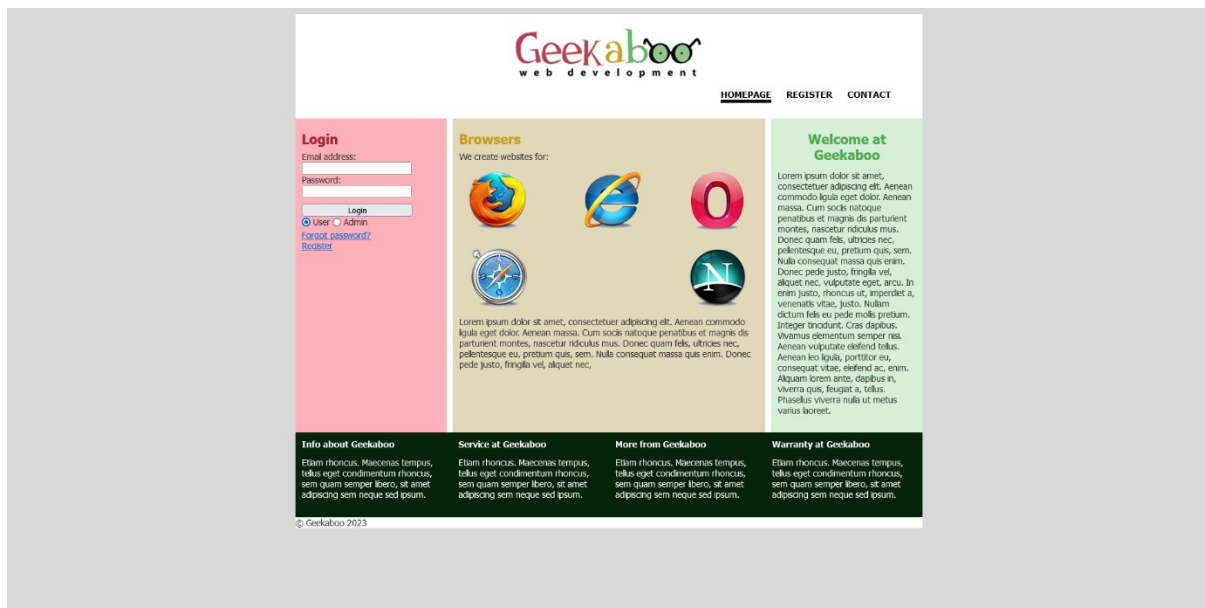 Geekaboo
web development
HOMEPAGE REGISTER CONTACT
Login
Email address:
Password:
Login
User Admin
Forgot password?
Register
Browsers
We create websites for:
Lorem ipsum dolor sit amet, consectetuer adipiscing elit. Aenean commodo
ligula eget dolor. Aenean massa. Cum sociis natoque penatibus et magnis dis
parturient montes, nascetur ridiculus mus. Donec quam felis, ultricies nec,
pellentesque eu, pretium quis, sem. Nulla consequat massa quis enim. Donec
pede justo, fringilla vel, aliquet nec,
Welcome at
Geekaboo
Lorem ipsum dolor sit amet,
consectetuer adipiscing elit. Aenean
commodo ligula eget dolor. Aenean
massa. Cum sociis natoque
penatibus et magnis dis parturient
montes, nascetur ridiculus mus.
Donec quam felis, ultricies nec,
pellentesque eu, pretium quis, sem.
Nulla consequat massa quis enim.
Donec pede justo, fringilla vel,
aliquet nec, vulputate eget, arcu. In
enim justo, rhoncus ut, imperdiet a,
venenatis vitae, justo. Nullam
dictum felis eu pede mollis pretium.
Integer tincidunt. Cras dapibus.
Vivamus elementum semper nisi.
Aenean vulputate eleifend tellus.
Aenean leo ligula, porttitor eu,
consequat vitae, eleifend ac, enim.
Aliquam lorem ante, dapibus in,
viverra quis, feugiat a, tellus.
Phasellus viverra nulla ut metus
varius laoreet.
Info about Geekaboo
Etiam rhoncus. Maecenas tempus,
tellus eget condimentum rhoncus,
sem quam semper libero, sit amet
adipiscing sem neque sed ipsum.
Service at Geekaboo
Etiam rhoncus. Maecenas tempus,
tellus eget condimentum rhoncus,
sem quam semper libero, sit amet
adipiscing sem neque sed ipsum.
More from Geekaboo
Etiam rhoncus. Maecenas tempus,
tellus eget condimentum rhoncus,
sem quam semper libero, sit amet
adipiscing sem neque sed ipsum.
Warranty at Geekaboo
Etiam rhoncus. Maecenas tempus,
tellus eget condimentum rhoncus,
sem quam semper libero, sit amet
adipiscing sem neque sed ipsum.
© Geekaboo 2023